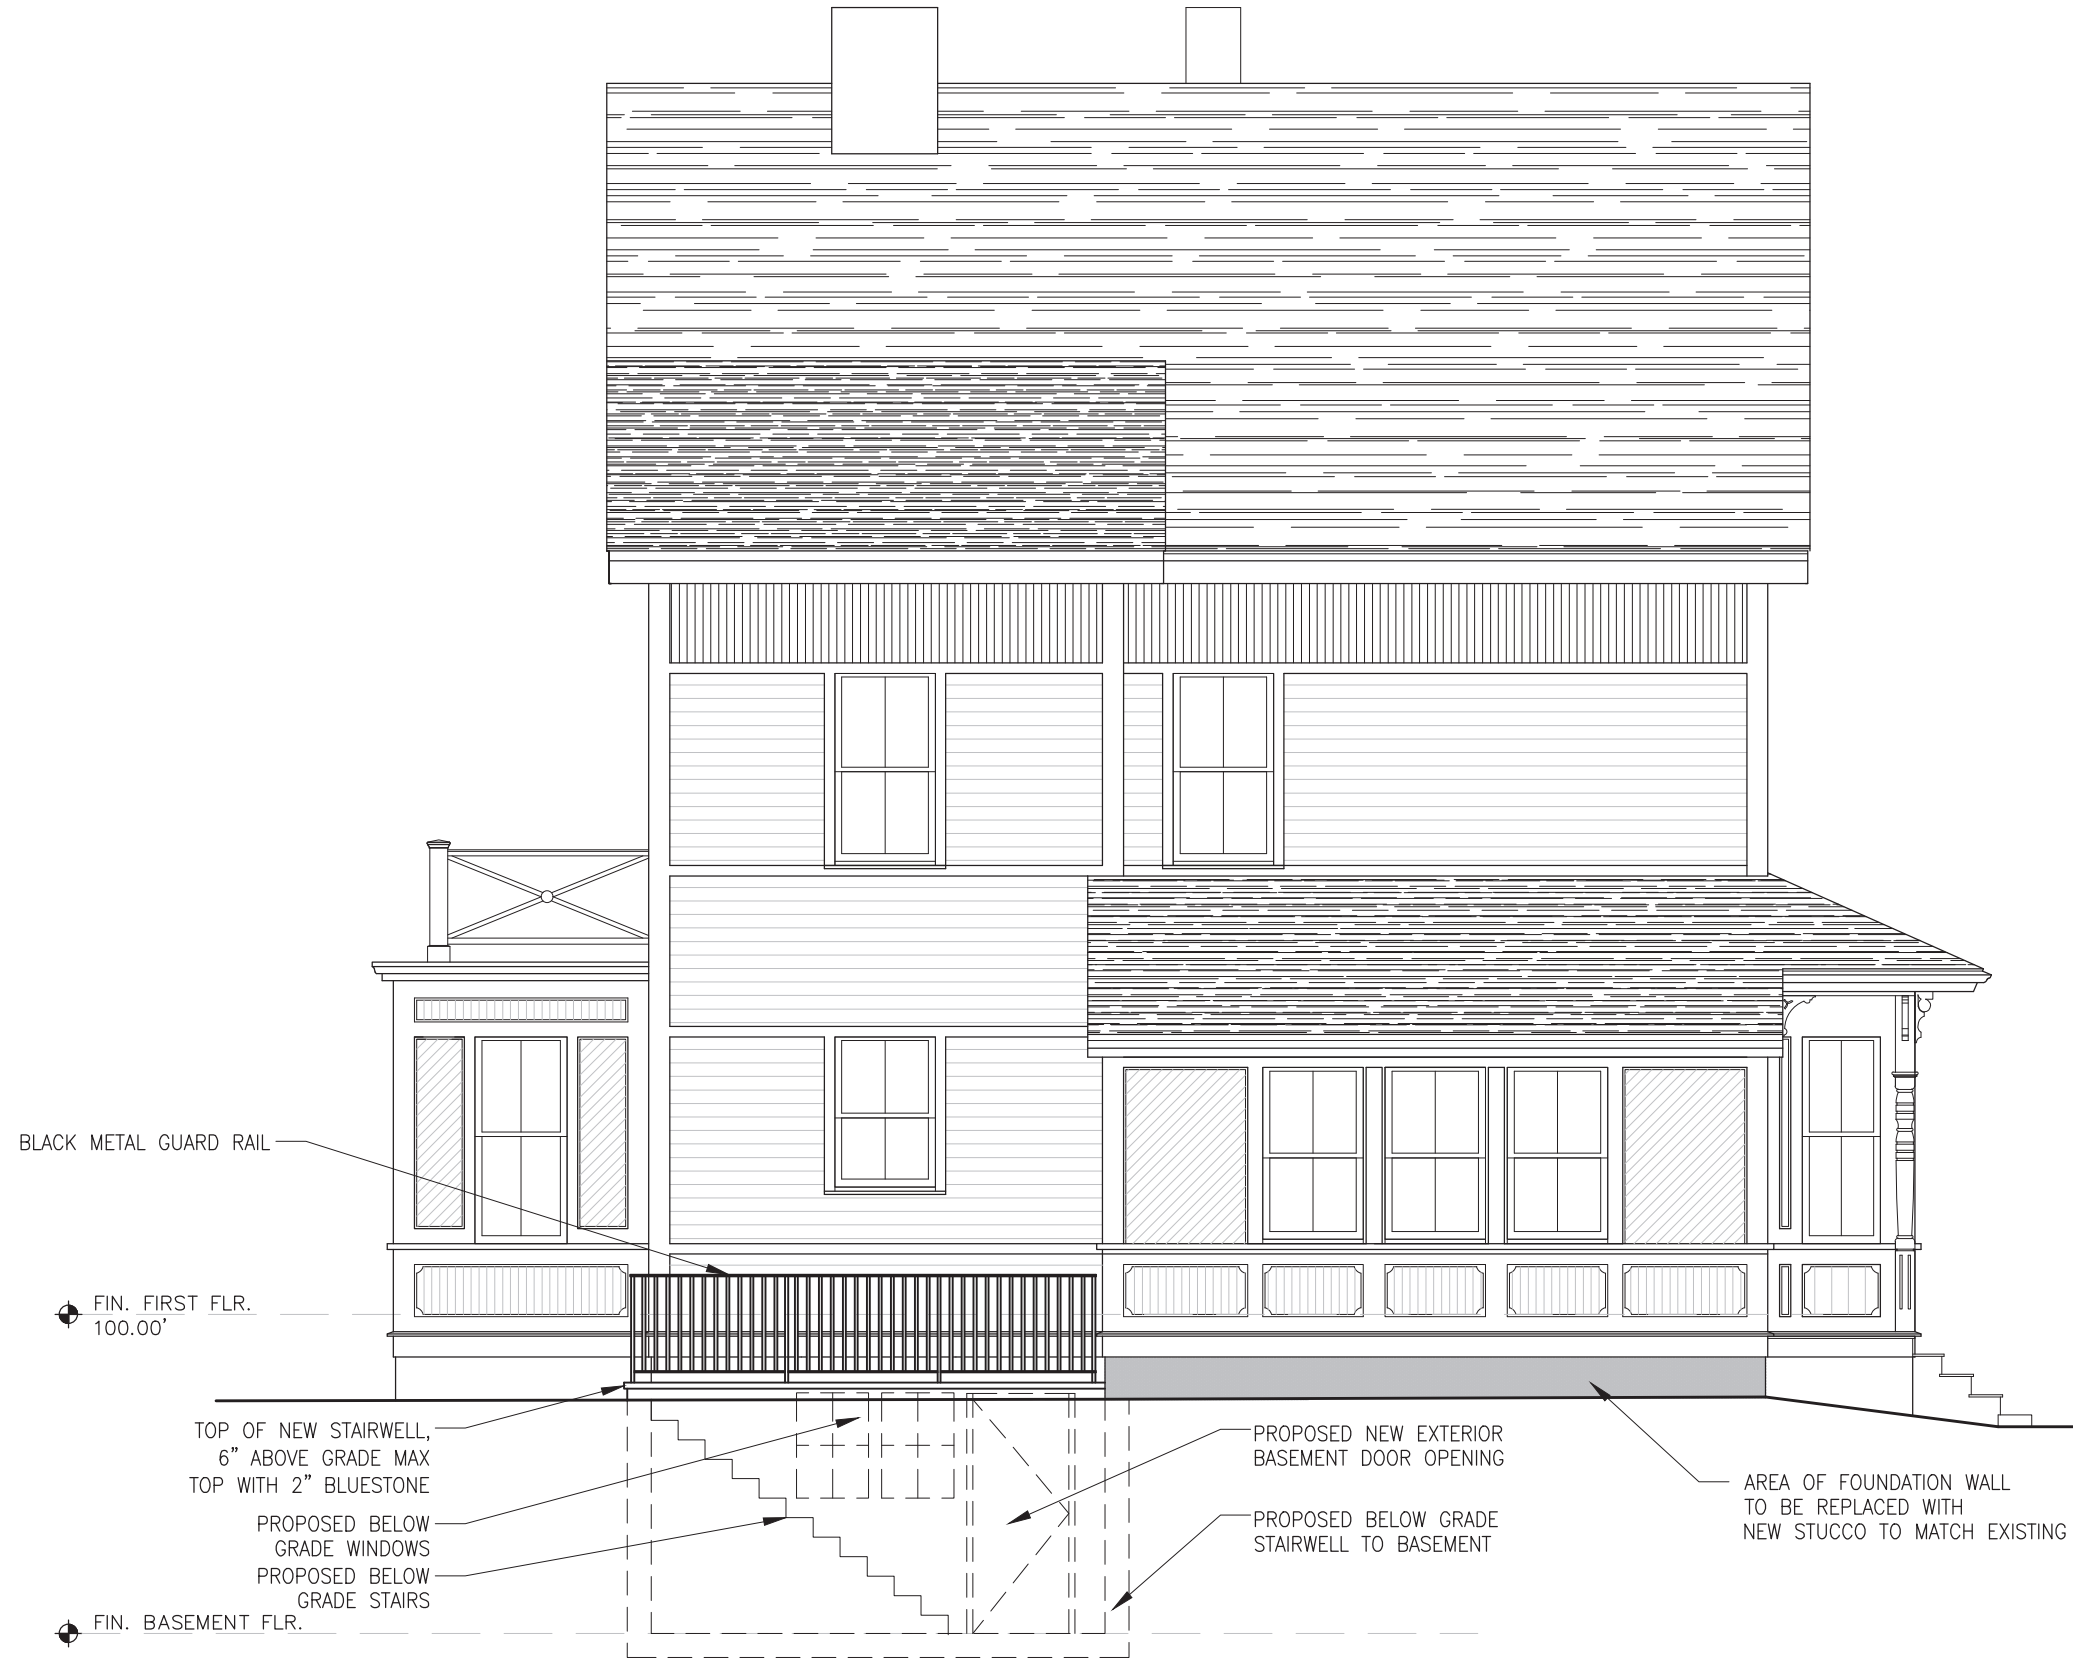 BLACK METAL GUARD RAIL
FIN. FIRST FLR.
100.00'
TOP OF NEW STAIRWELL,
6" ABOVE GRADE MAX
TOP WITH 2" BLUESTONE
PROPOSED BELOW
GRADE WINDOWS
PROPOSED BELOW
GRADE STAIRS
FIN. BASEMENT FLR.
PROPOSED NEW EXTERIOR
BASEMENT DOOR OPENING
PROPOSED BELOW GRADE
STAIRWELL TO BASEMENT
AREA OF FOUNDATION WALL
TO BE REPLACED WITH
NEW STUCCO TO MATCH EXISTING